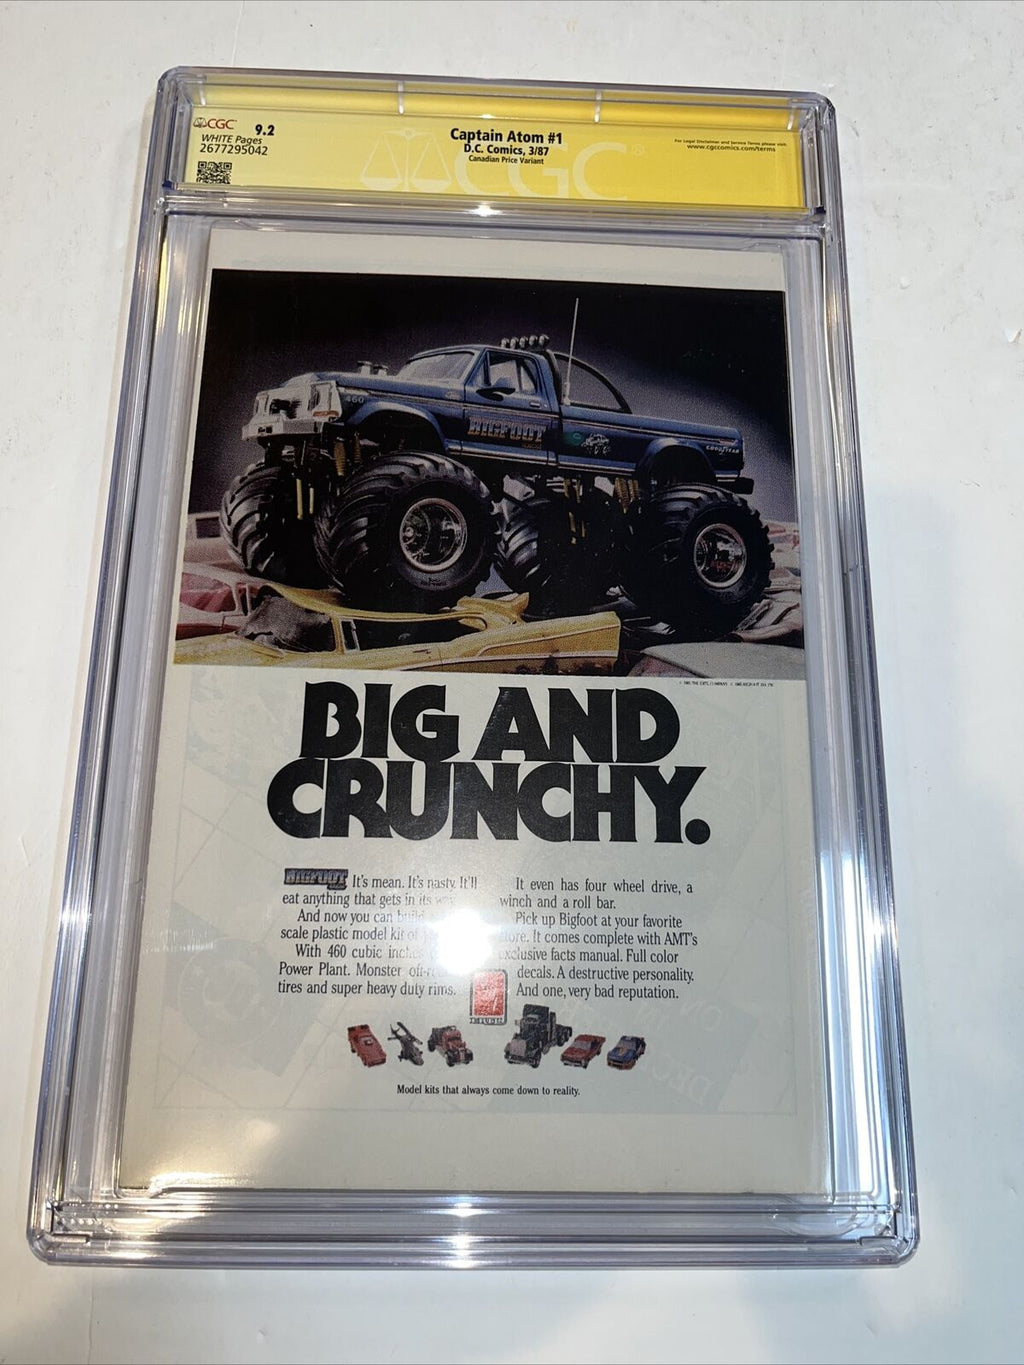 CGC 9.2
WHITE Pages
2677295042
Captain Atom #1
D.C. Comics, 3/87
Canadian Price Variant
For Legal Disclaimer and Service Terms please visit:
www.cgccomics.com/terms
CGC
460
BIGFOOT
GOODYEAR
BIG AND
CRUNCHY.
BIGFOOT It's mean. It's nasty. It'll
eat anything that gets in its way.
And now you can build
scale plastic model kit of
With 460 cubic inches
Power Plant. Monster off-
tires and super heavy duty rims.
It even has four wheel drive, a
winch and a roll bar.
Pick up Bigfoot at your favorite
store. It comes complete with AMT's
exclusive facts manual. Full color
decals. A destructive personality.
And one, very bad reputation.
Model kits that always come down to reality.